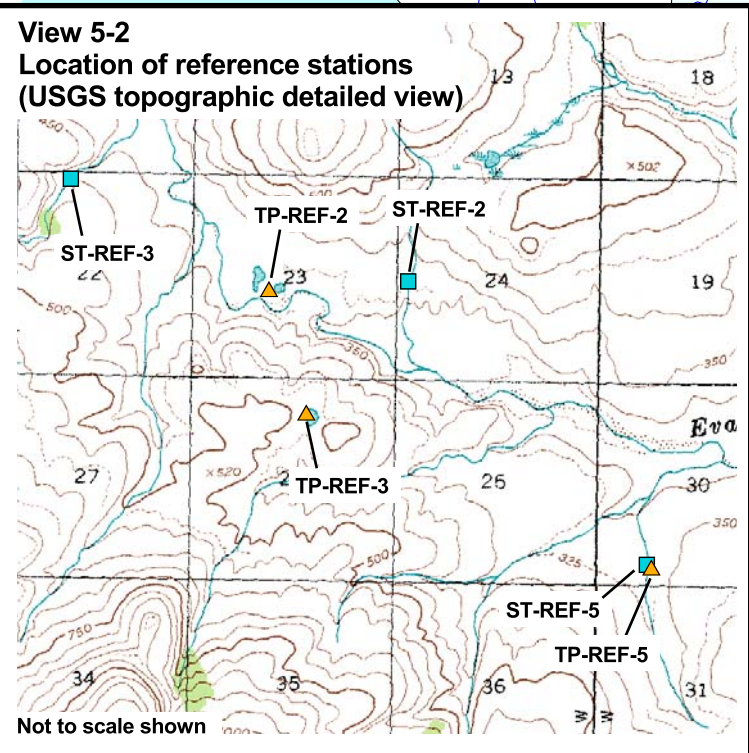 View 5-2
Location of reference stations
(USGS topographic detailed view)
13
18
×502
TP-REF-2
ST-REF-2
ST-REF-3
22
23
24
19
500
350
350
Eva
27
×520
TP-REF-3
25
30
350
500
335
ST-REF-5
TP-REF-5
750
34
35
36
31
W W
Not to scale shown